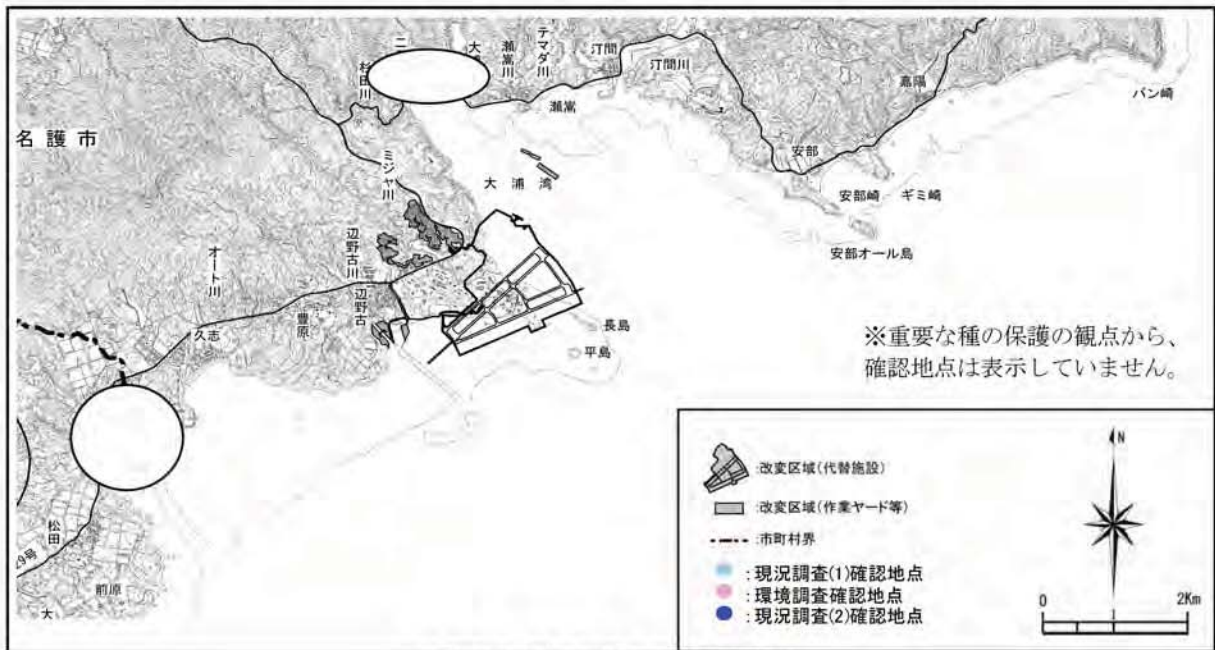 テマダ川
瀬嵩川
大
二
杉田川
汀間
汀間川
瀬嵩
嘉陽
バン崎
名護市
ミジャ川
大浦湾
安部
安部崎
ギミ崎
安部オール島
オート川
辺野古川
辺野古
豊原
久志
長島
平島
※重要な種の保護の観点から、
確認地点は表示していません。
松田
29号
前原
大
:改変区域(代替施設)
:改変区域(作業ヤード等)
:市町村界
:現況調査(1)確認地点
:環境調査確認地点
:現況調査(2)確認地点
N
0 2Km